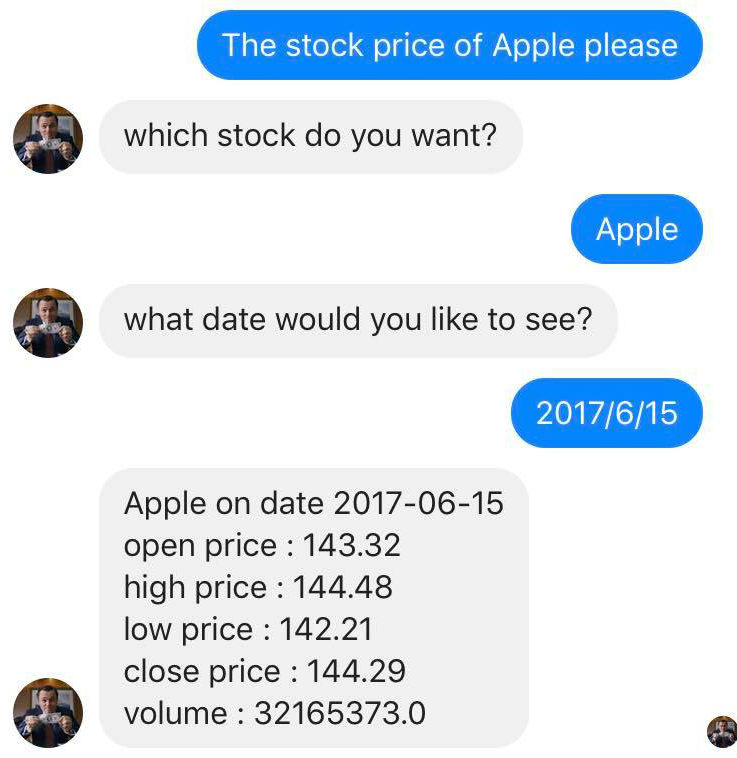 The stock price of Apple please
which stock do you want?
Apple
what date would you like to see?
2017/6/15
Apple on date 2017-06-15
open price : 143.32
high price : 144.48
low price : 142.21
close price : 144.29
volume : 32165373.0